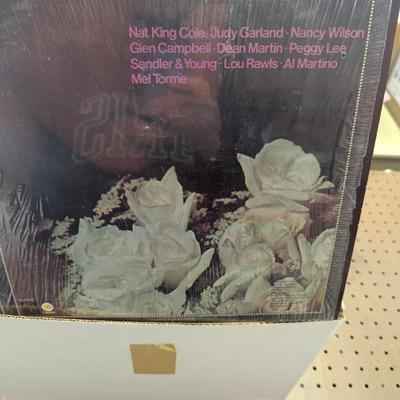 Nat King Cole · Judy Garland · Nancy Wilson
Glen Campbell · Dean Martin · Peggy Lee
Sandler & Young · Lou Rawls · Al Martino
Mel Torme